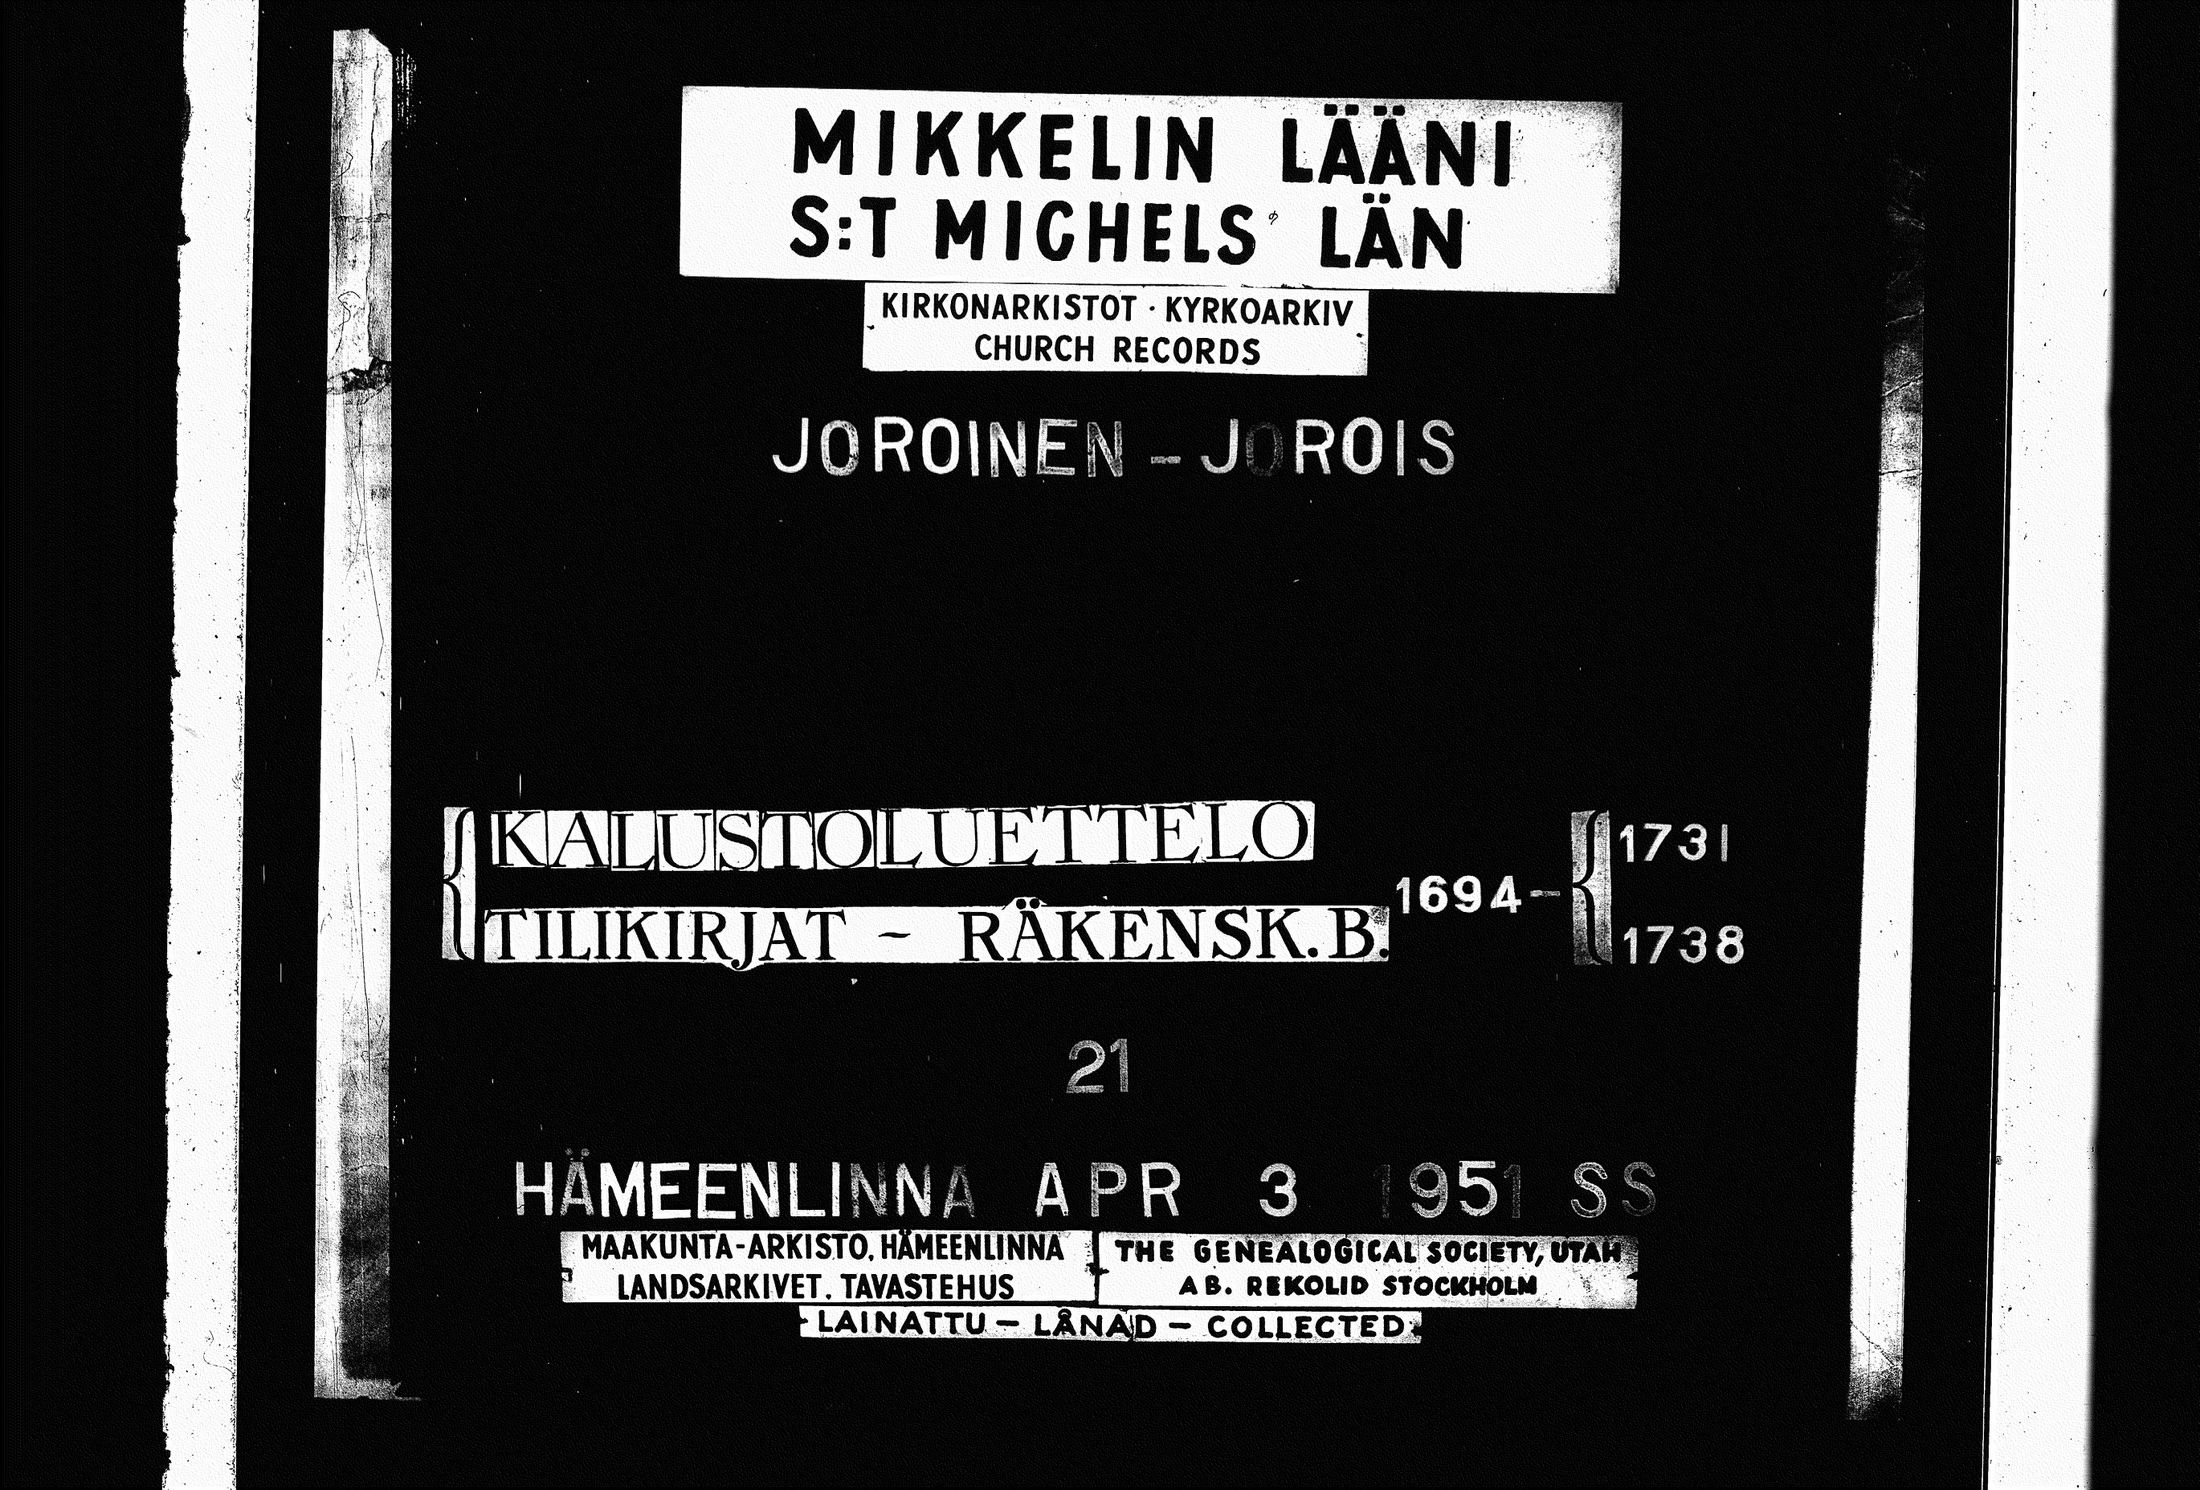 MIKKELIN LÄÄNI
S:T MICHELS LÄN
KIRKONARKISTOT · KYRKOARKIV
CHURCH RECORDS
JOROINEN – JOROIS
{ KALUSTOLUETTELO
TILIKIRJAT – RÄKENSK.B.
1694 – { 1731
1738
21
HÄMEENLINNA APR 3 1951 SS
MAAKUNTA-ARKISTO, HÄMEENLINNA
LANDSARKIVET. TAVASTEHUS
THE GENEALOGICAL SOCIETY, UTAH
AB. REKOLID STOCKHOLM
LAINATTU – LÅNAD – COLLECTED